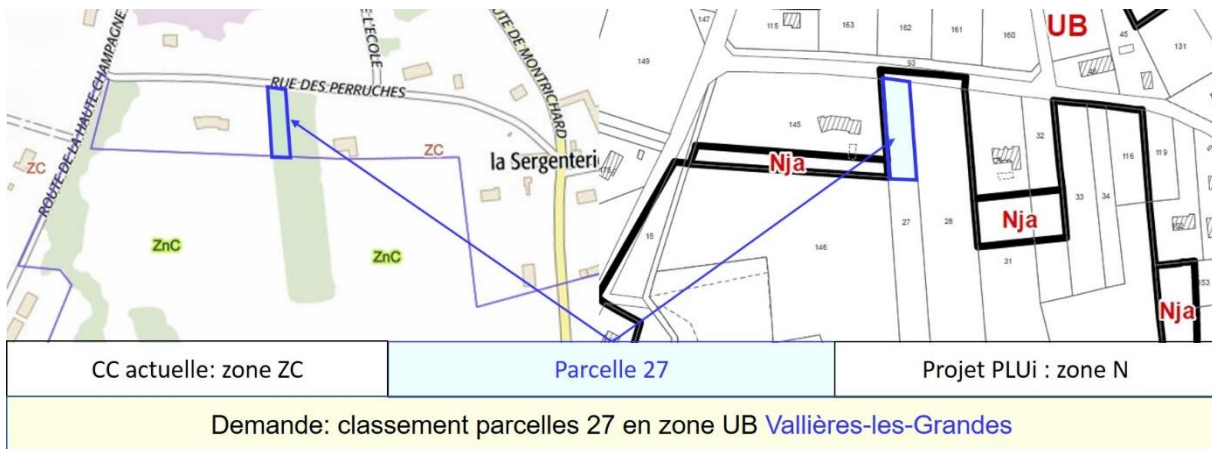 RUE DES PERRUCHES
L'ECOLE
UTE DE MONTRICHARD
ROUTE DE LA HAUTE CHAMPAGNE
ZC
ZC
la Sergenteri
ZnC
ZnC
147
115
163
162
161
160
UB
45
131
149
93
145
32
Nja
116
119
18
27
28
Nja
33
34
146
31
Nja
153
CC actuelle: zone ZC
Parcelle 27
Projet PLUi : zone N
Demande: classement parcelles 27 en zone UB Vallières-les-Grandes